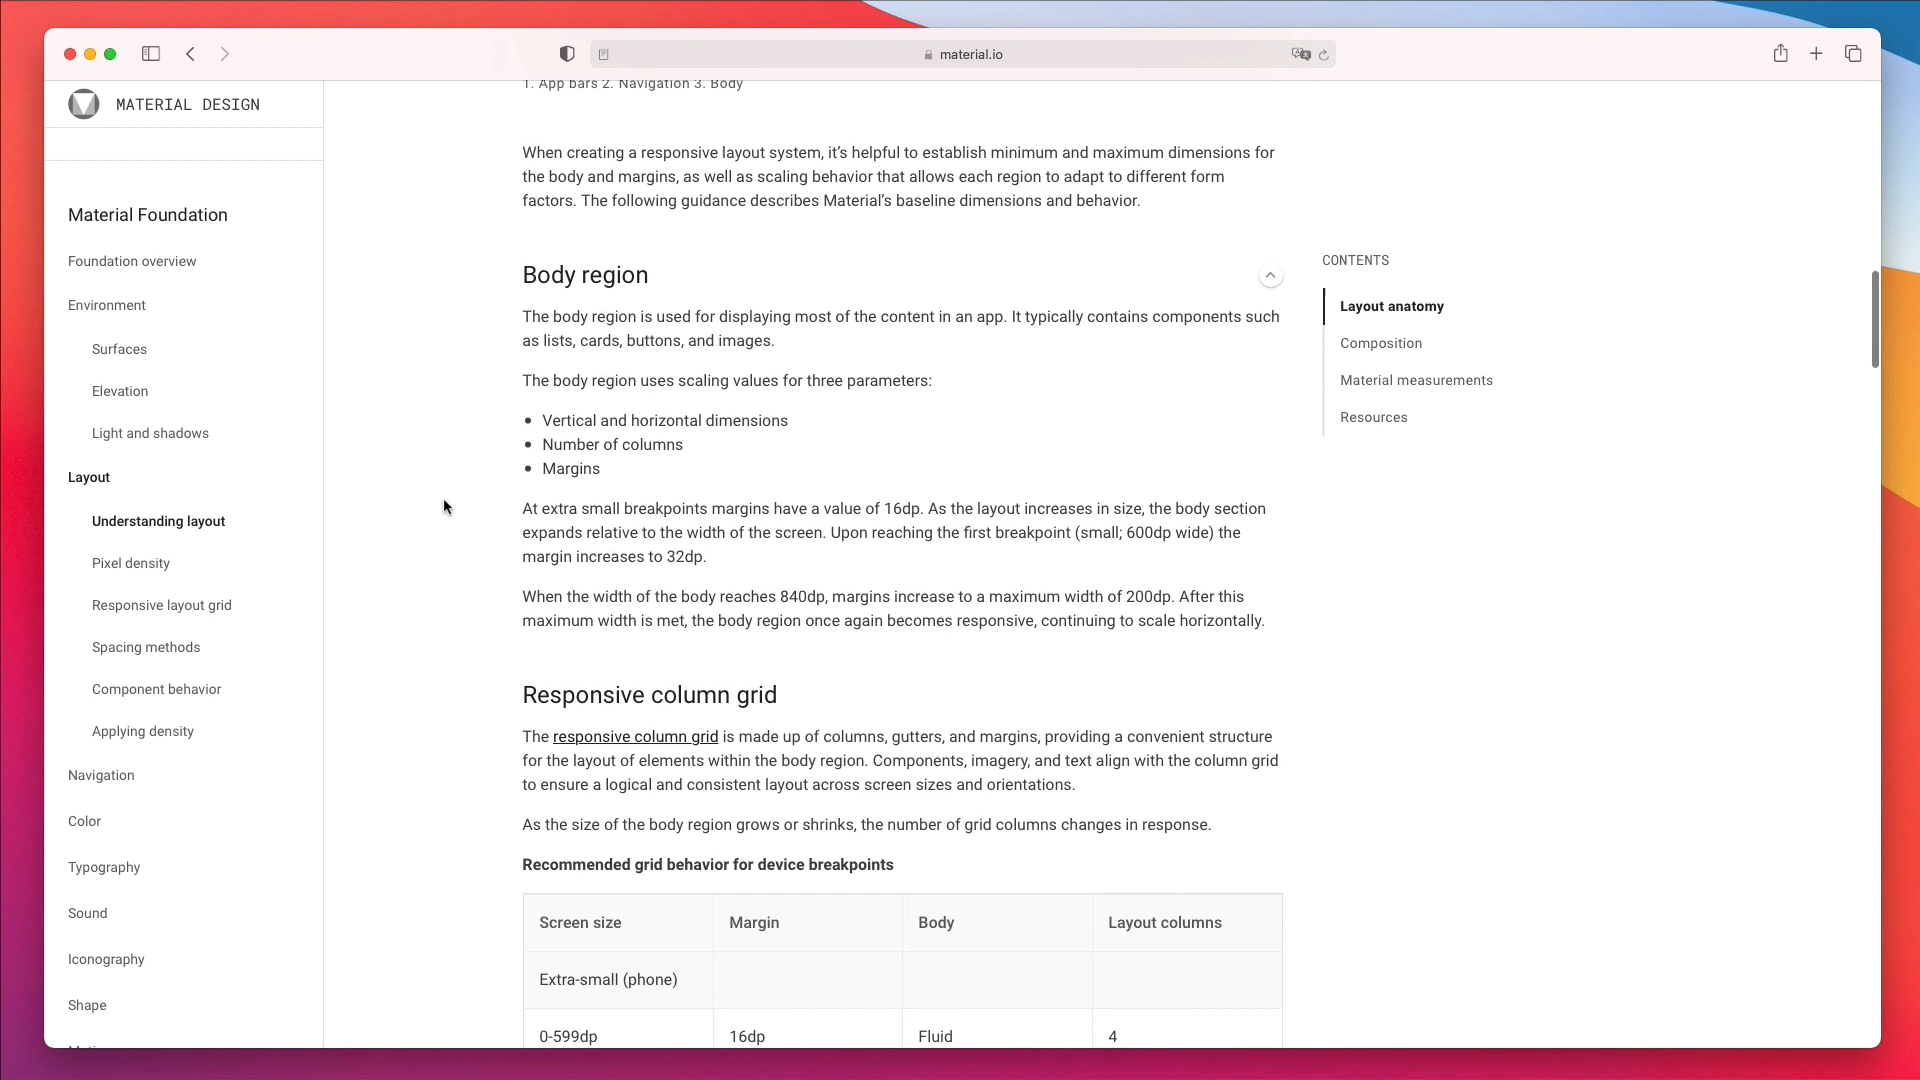 material.io
MATERIAL DESIGN
Material Foundation
Foundation overview
Environment
Surfaces
Elevation
Light and shadows
Layout
Understanding layout
Pixel density
Responsive layout grid
Spacing methods
Component behavior
Applying density
Navigation
Color
Typography
Sound
Iconography
Shape
1. App bars 2. Navigation 3. Body
When creating a responsive layout system, it’s helpful to establish minimum and maximum dimensions for
the body and margins, as well as scaling behavior that allows each region to adapt to different form
factors. The following guidance describes Material’s baseline dimensions and behavior.
Body region
The body region is used for displaying most of the content in an app. It typically contains components such
as lists, cards, buttons, and images.
The body region uses scaling values for three parameters:
• Vertical and horizontal dimensions
• Number of columns
• Margins
At extra small breakpoints margins have a value of 16dp. As the layout increases in size, the body section
expands relative to the width of the screen. Upon reaching the first breakpoint (small; 600dp wide) the
margin increases to 32dp.
When the width of the body reaches 840dp, margins increase to a maximum width of 200dp. After this
maximum width is met, the body region once again becomes responsive, continuing to scale horizontally.
Responsive column grid
The responsive column grid is made up of columns, gutters, and margins, providing a convenient structure
for the layout of elements within the body region. Components, imagery, and text align with the column grid
to ensure a logical and consistent layout across screen sizes and orientations.
As the size of the body region grows or shrinks, the number of grid columns changes in response.
Recommended grid behavior for device breakpoints
Screen size Margin Body Layout columns
Extra-small (phone)
0-599dp 16dp Fluid 4
CONTENTS
Layout anatomy
Composition
Material measurements
Resources